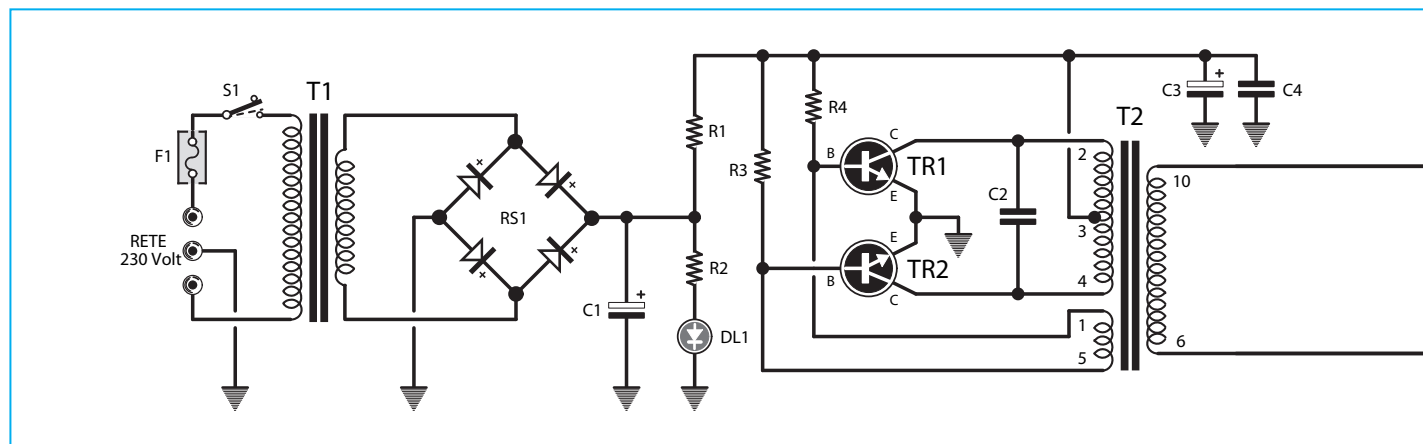 S1
T1
F1
RETE
230 Volt
RS1
+
+
+
+
+
C1
R1
R2
DL1
R3
R4
B
C
TR1
E
E
TR2
B
C
C2
+
C3
C4
T2
2
3
4
1
5
10
6